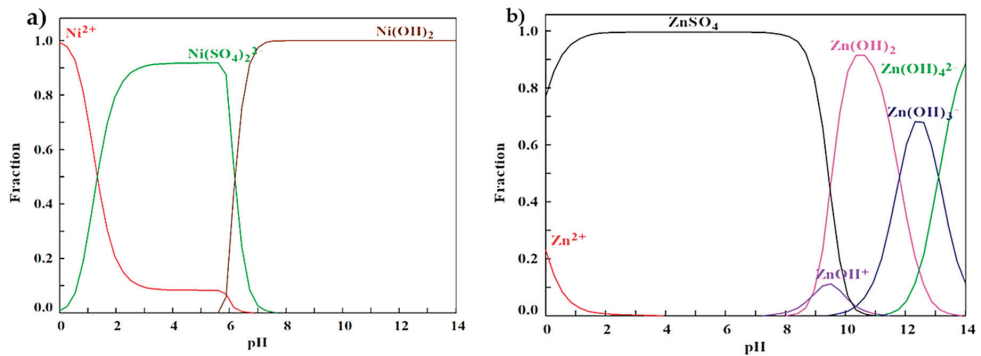 a)
Ni²⁺
Ni(SO₄)₂²⁻
Ni(OH)₂
1.0
0.8
0.6
0.4
0.2
0.0
Fraction
0 2 4 6 8 10 12 14
pH
b)
ZnSO₄
Zn(OH)₂
Zn(OH)₄²⁻
Zn(OH)₃⁻
Zn²⁺
ZnOH⁺
1.0
0.8
0.6
0.4
0.2
0.0
Fraction
0 2 4 6 8 10 12 14
pH